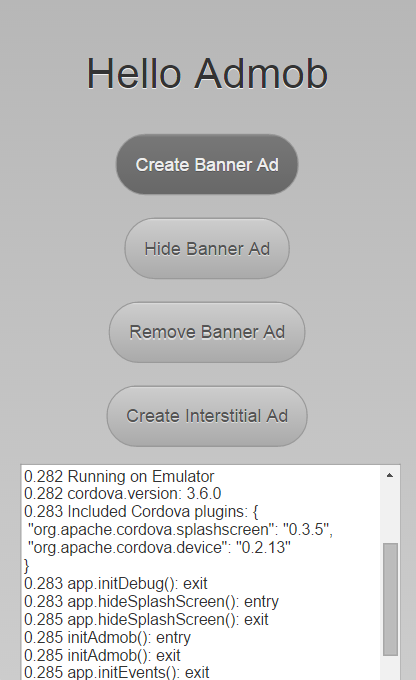 Hello Admob
Create Banner Ad
Hide Banner Ad
Remove Banner Ad
Create Interstitial Ad
0.282 Running on Emulator
0.282 cordova.version: 3.6.0
0.283 Included Cordova plugins: {
"org.apache.cordova.splashscreen": "0.3.5",
"org.apache.cordova.device": "0.2.13"
}
0.283 app.initDebug(): exit
0.283 app.hideSplashScreen(): entry
0.285 app.hideSplashScreen(): exit
0.285 initAdmob(): entry
0.285 initAdmob(): exit
0.285 app.initEvents(): exit